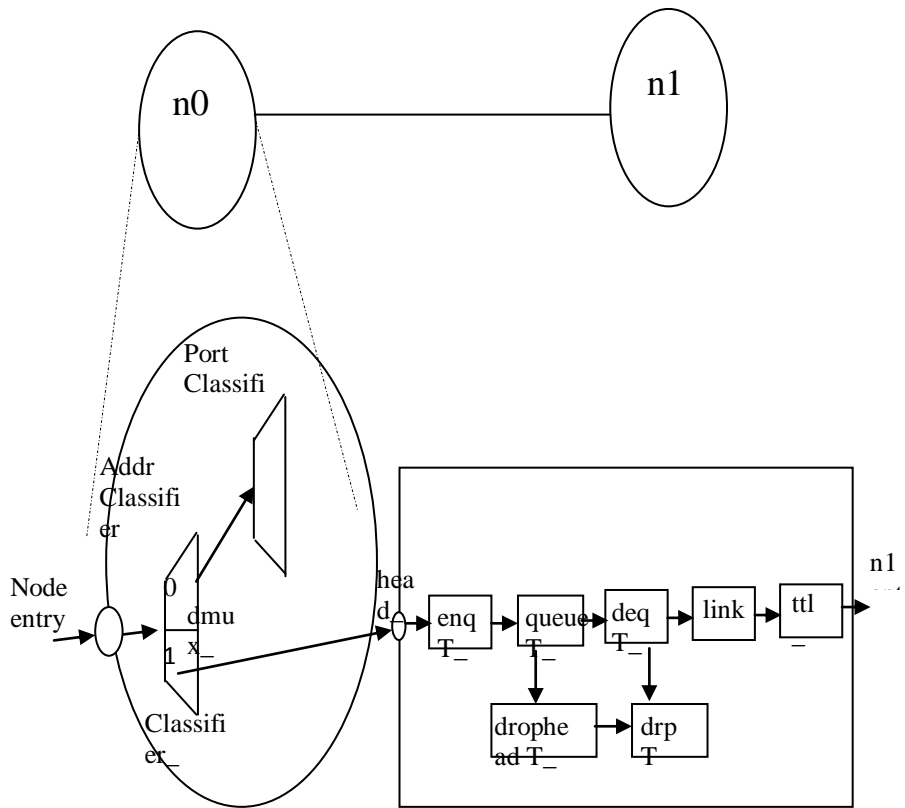 n0
n1
Port
Classifi
Addr
Classifi
er
Node
entry
0
dmu
x_
1
Classifi
er_
hea
d_
enq
T_
queue
T_
deq
T_
link
ttl
_
n1
drophe
ad T_
drp
T